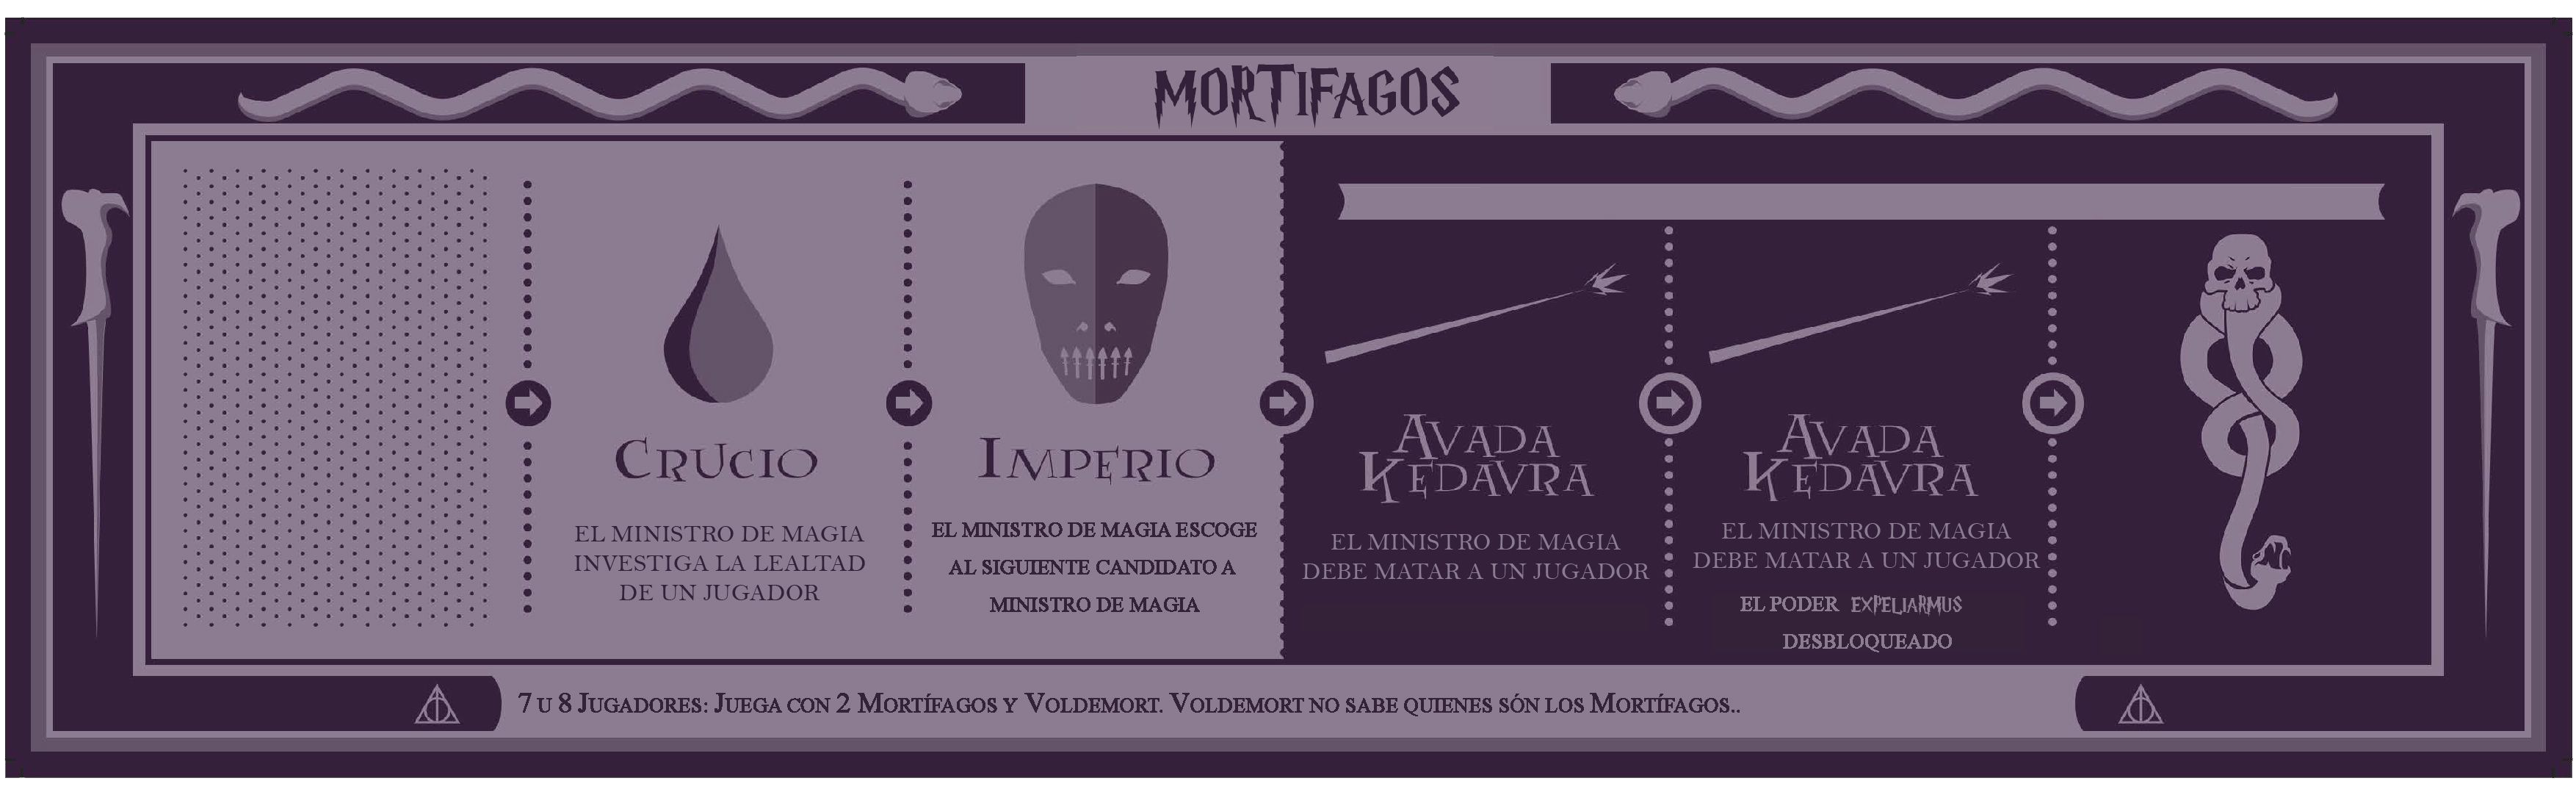 MORTIFAGOS
CRUCIO
EL MINISTRO DE MAGIA
INVESTIGA LA LEALTAD
DE UN JUGADOR
IMPERIO
EL MINISTRO DE MAGIA ESCOGE
AL SIGUIENTE CANDIDATO A
MINISTRO DE MAGIA
AVADA
KEDAVRA
EL MINISTRO DE MAGIA
DEBE MATAR A UN JUGADOR
AVADA
KEDAVRA
EL MINISTRO DE MAGIA
DEBE MATAR A UN JUGADOR
EL PODER EXPELIARMUS
DESBLOQUEADO
7 U 8 JUGADORES: JUEGA CON 2 MORTÍFAGOS Y VOLDEMORT. VOLDEMORT NO SABE QUIENES SÓN LOS MORTÍFAGOS..